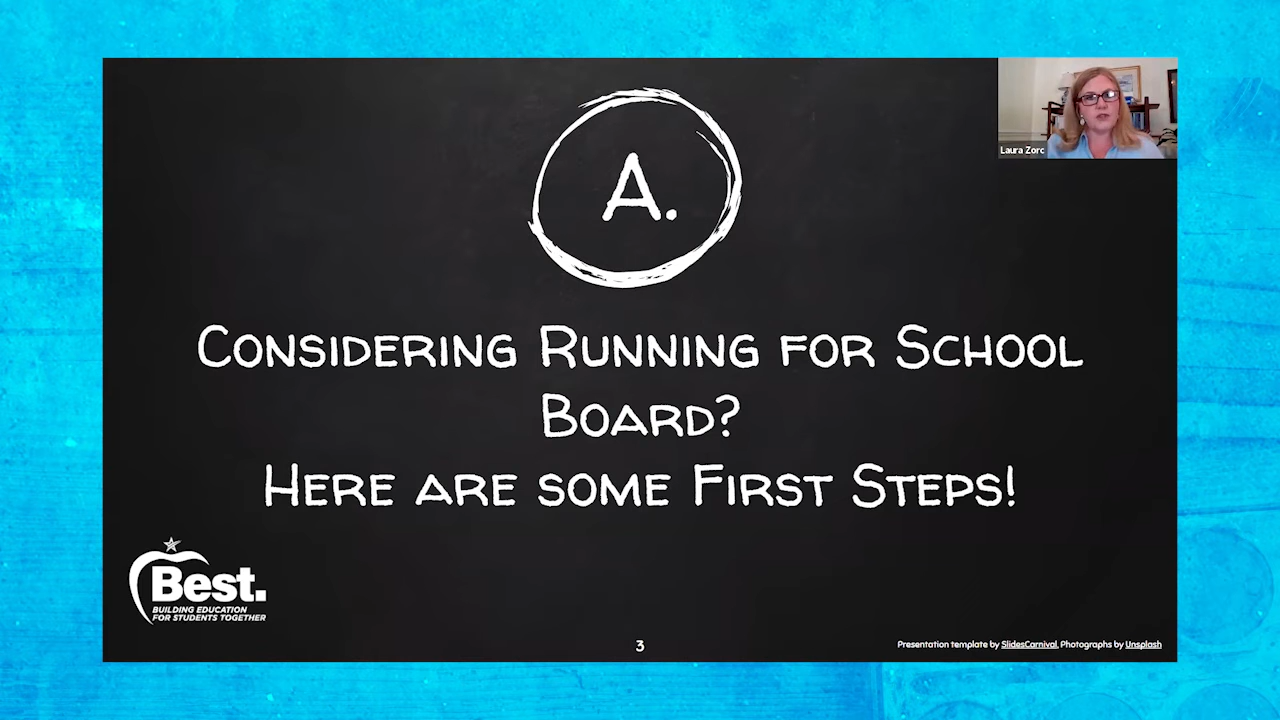 Laura Zorc
A.
CONSIDERING RUNNING FOR SCHOOL
BOARD?
HERE ARE SOME FIRST STEPS!
Best.
BUILDING EDUCATION
FOR STUDENTS TOGETHER
3
Presentation template by SlidesCarnival, Photographs by Unsplash